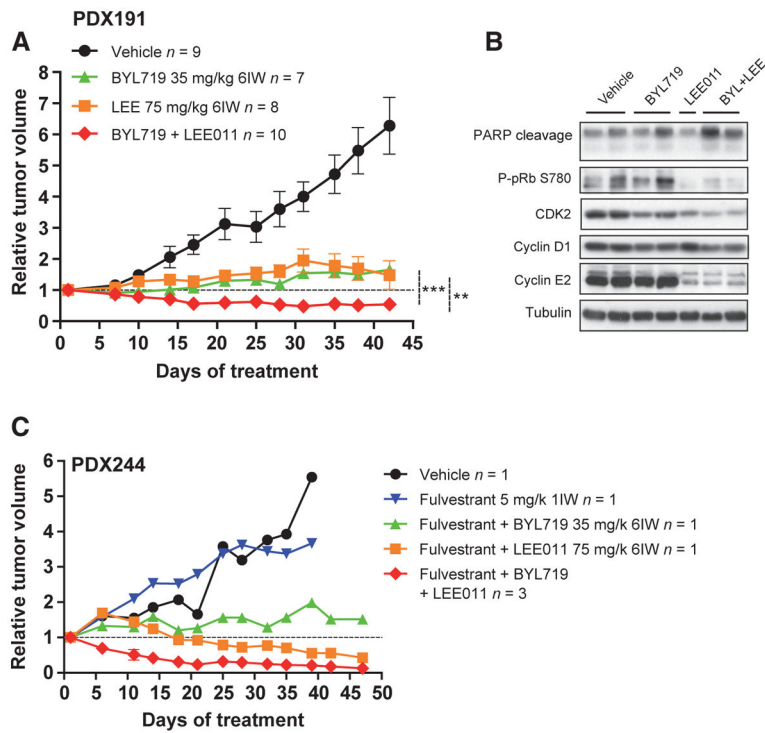 A
PDX191
Vehicle n = 9
BYL719 35 mg/kg 6IW n = 7
LEE 75 mg/kg 6IW n = 8
BYL719 + LEE011 n = 10
Relative tumor volume
8
7
6
5
4
3
2
1
0
***
**
0 5 10 15 20 25 30 35 40 45
Days of treatment
B
Vehicle
BYL719
LEE011
BYL+LEE
PARP cleavage
P-pRb S780
CDK2
Cyclin D1
Cyclin E2
Tubulin
C
PDX244
Relative tumor volume
6
5
4
3
2
1
0
0 5 10 15 20 25 30 35 40 45 50
Days of treatment
Vehicle n = 1
Fulvestrant 5 mg/k 1IW n = 1
Fulvestrant + BYL719 35 mg/k 6IW n = 1
Fulvestrant + LEE011 75 mg/k 6IW n = 1
Fulvestrant + BYL719
+ LEE011 n = 3